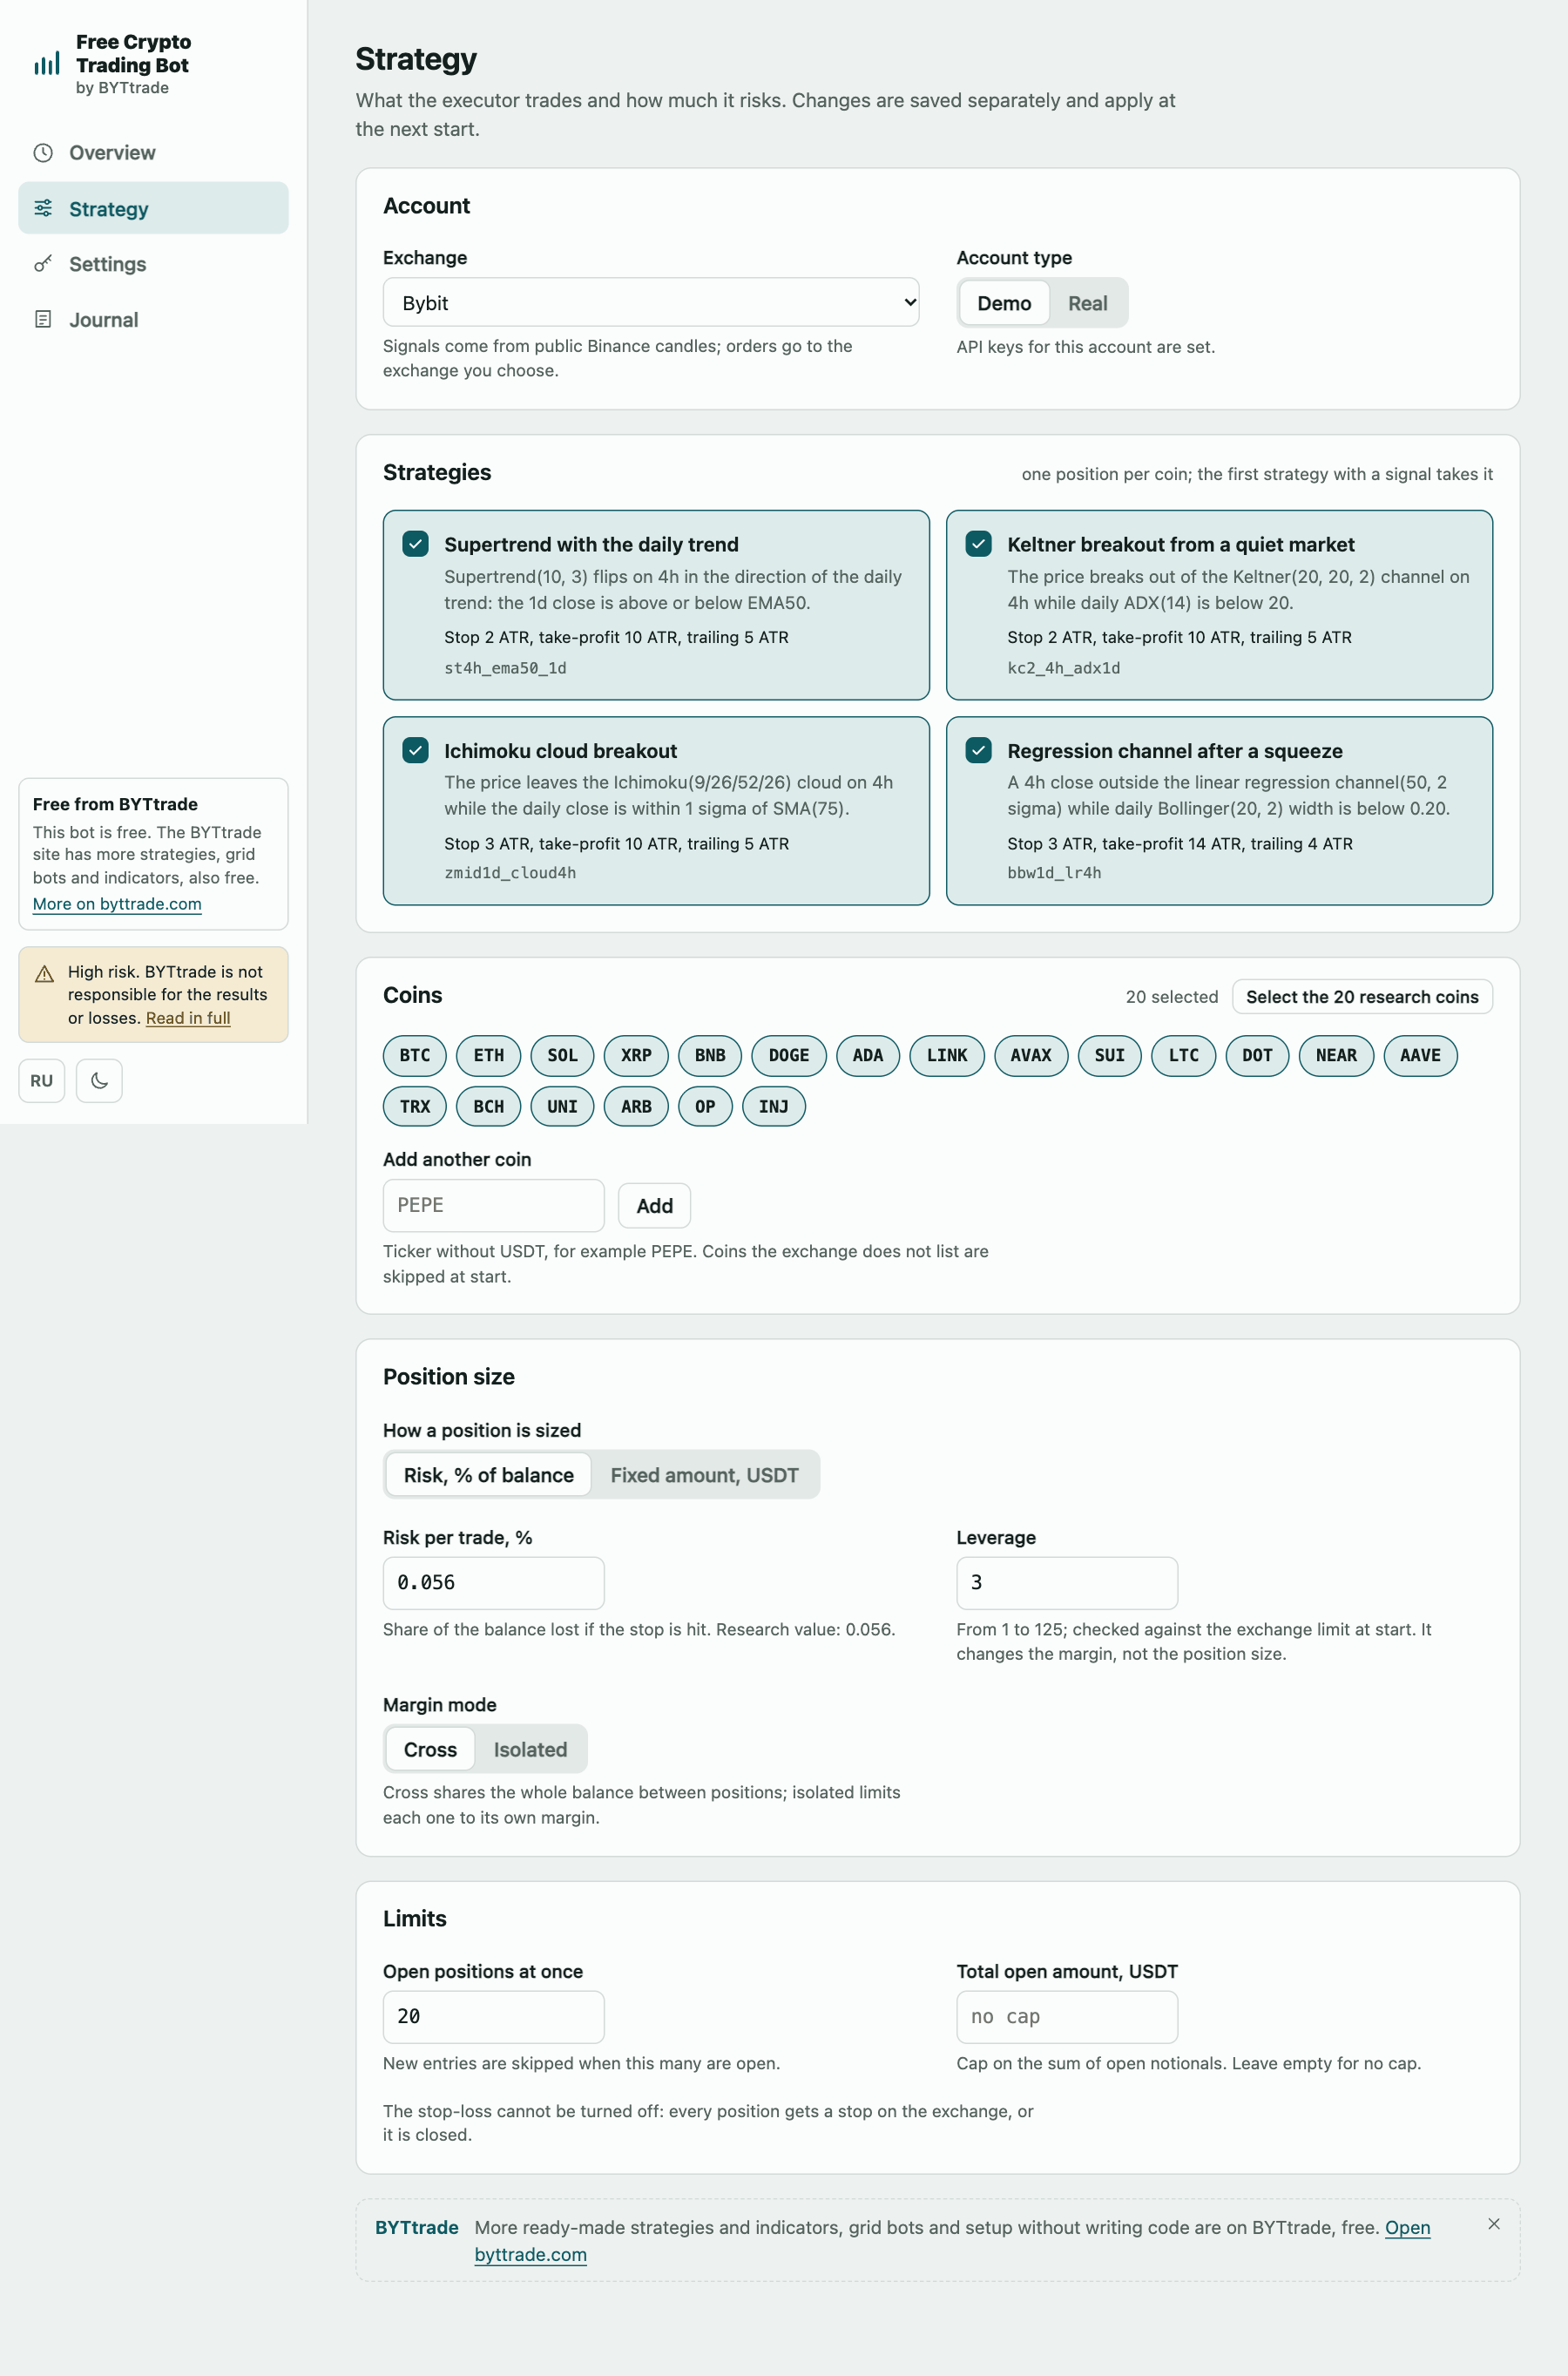 Free Crypto
Trading Bot
by BYTtrade
Overview
Strategy
Settings
Journal
Free from BYTtrade
This bot is free. The BYTtrade
site has more strategies, grid
bots and indicators, also free.
More on byttrade.com
High risk. BYTtrade is not
responsible for the results
or losses. Read in full
RU
Strategy
What the executor trades and how much it risks. Changes are saved separately and apply at
the next start.
Account
Exchange
Bybit
Signals come from public Binance candles; orders go to the
exchange you choose.
Account type
Demo Real
API keys for this account are set.
Strategies
one position per coin; the first strategy with a signal takes it
Supertrend with the daily trend
Supertrend(10, 3) flips on 4h in the direction of the daily
trend: the 1d close is above or below EMA50.
Stop 2 ATR, take-profit 10 ATR, trailing 5 ATR
st4h_ema50_1d
Keltner breakout from a quiet market
The price breaks out of the Keltner(20, 20, 2) channel on
4h while daily ADX(14) is below 20.
Stop 2 ATR, take-profit 10 ATR, trailing 5 ATR
kc2_4h_adx1d
Ichimoku cloud breakout
The price leaves the Ichimoku(9/26/52/26) cloud on 4h
while the daily close is within 1 sigma of SMA(75).
Stop 3 ATR, take-profit 10 ATR, trailing 5 ATR
zmid1d_cloud4h
Regression channel after a squeeze
A 4h close outside the linear regression channel(50, 2
sigma) while daily Bollinger(20, 2) width is below 0.20.
Stop 3 ATR, take-profit 14 ATR, trailing 4 ATR
bbw1d_lr4h
Coins
20 selected Select the 20 research coins
BTC ETH SOL XRP BNB DOGE ADA LINK AVAX SUI LTC DOT NEAR AAVE
TRX BCH UNI ARB OP INJ
Add another coin
PEPE Add
Ticker without USDT, for example PEPE. Coins the exchange does not list are
skipped at start.
Position size
How a position is sized
Risk, % of balance Fixed amount, USDT
Risk per trade, %
0.056
Share of the balance lost if the stop is hit. Research value: 0.056.
Leverage
3
From 1 to 125; checked against the exchange limit at start. It
changes the margin, not the position size.
Margin mode
Cross Isolated
Cross shares the whole balance between positions; isolated limits
each one to its own margin.
Limits
Open positions at once
20
New entries are skipped when this many are open.
Total open amount, USDT
no cap
Cap on the sum of open notionals. Leave empty for no cap.
The stop-loss cannot be turned off: every position gets a stop on the exchange, or
it is closed.
BYTtrade More ready-made strategies and indicators, grid bots and setup without writing code are on BYTtrade, free. Open
byttrade.com